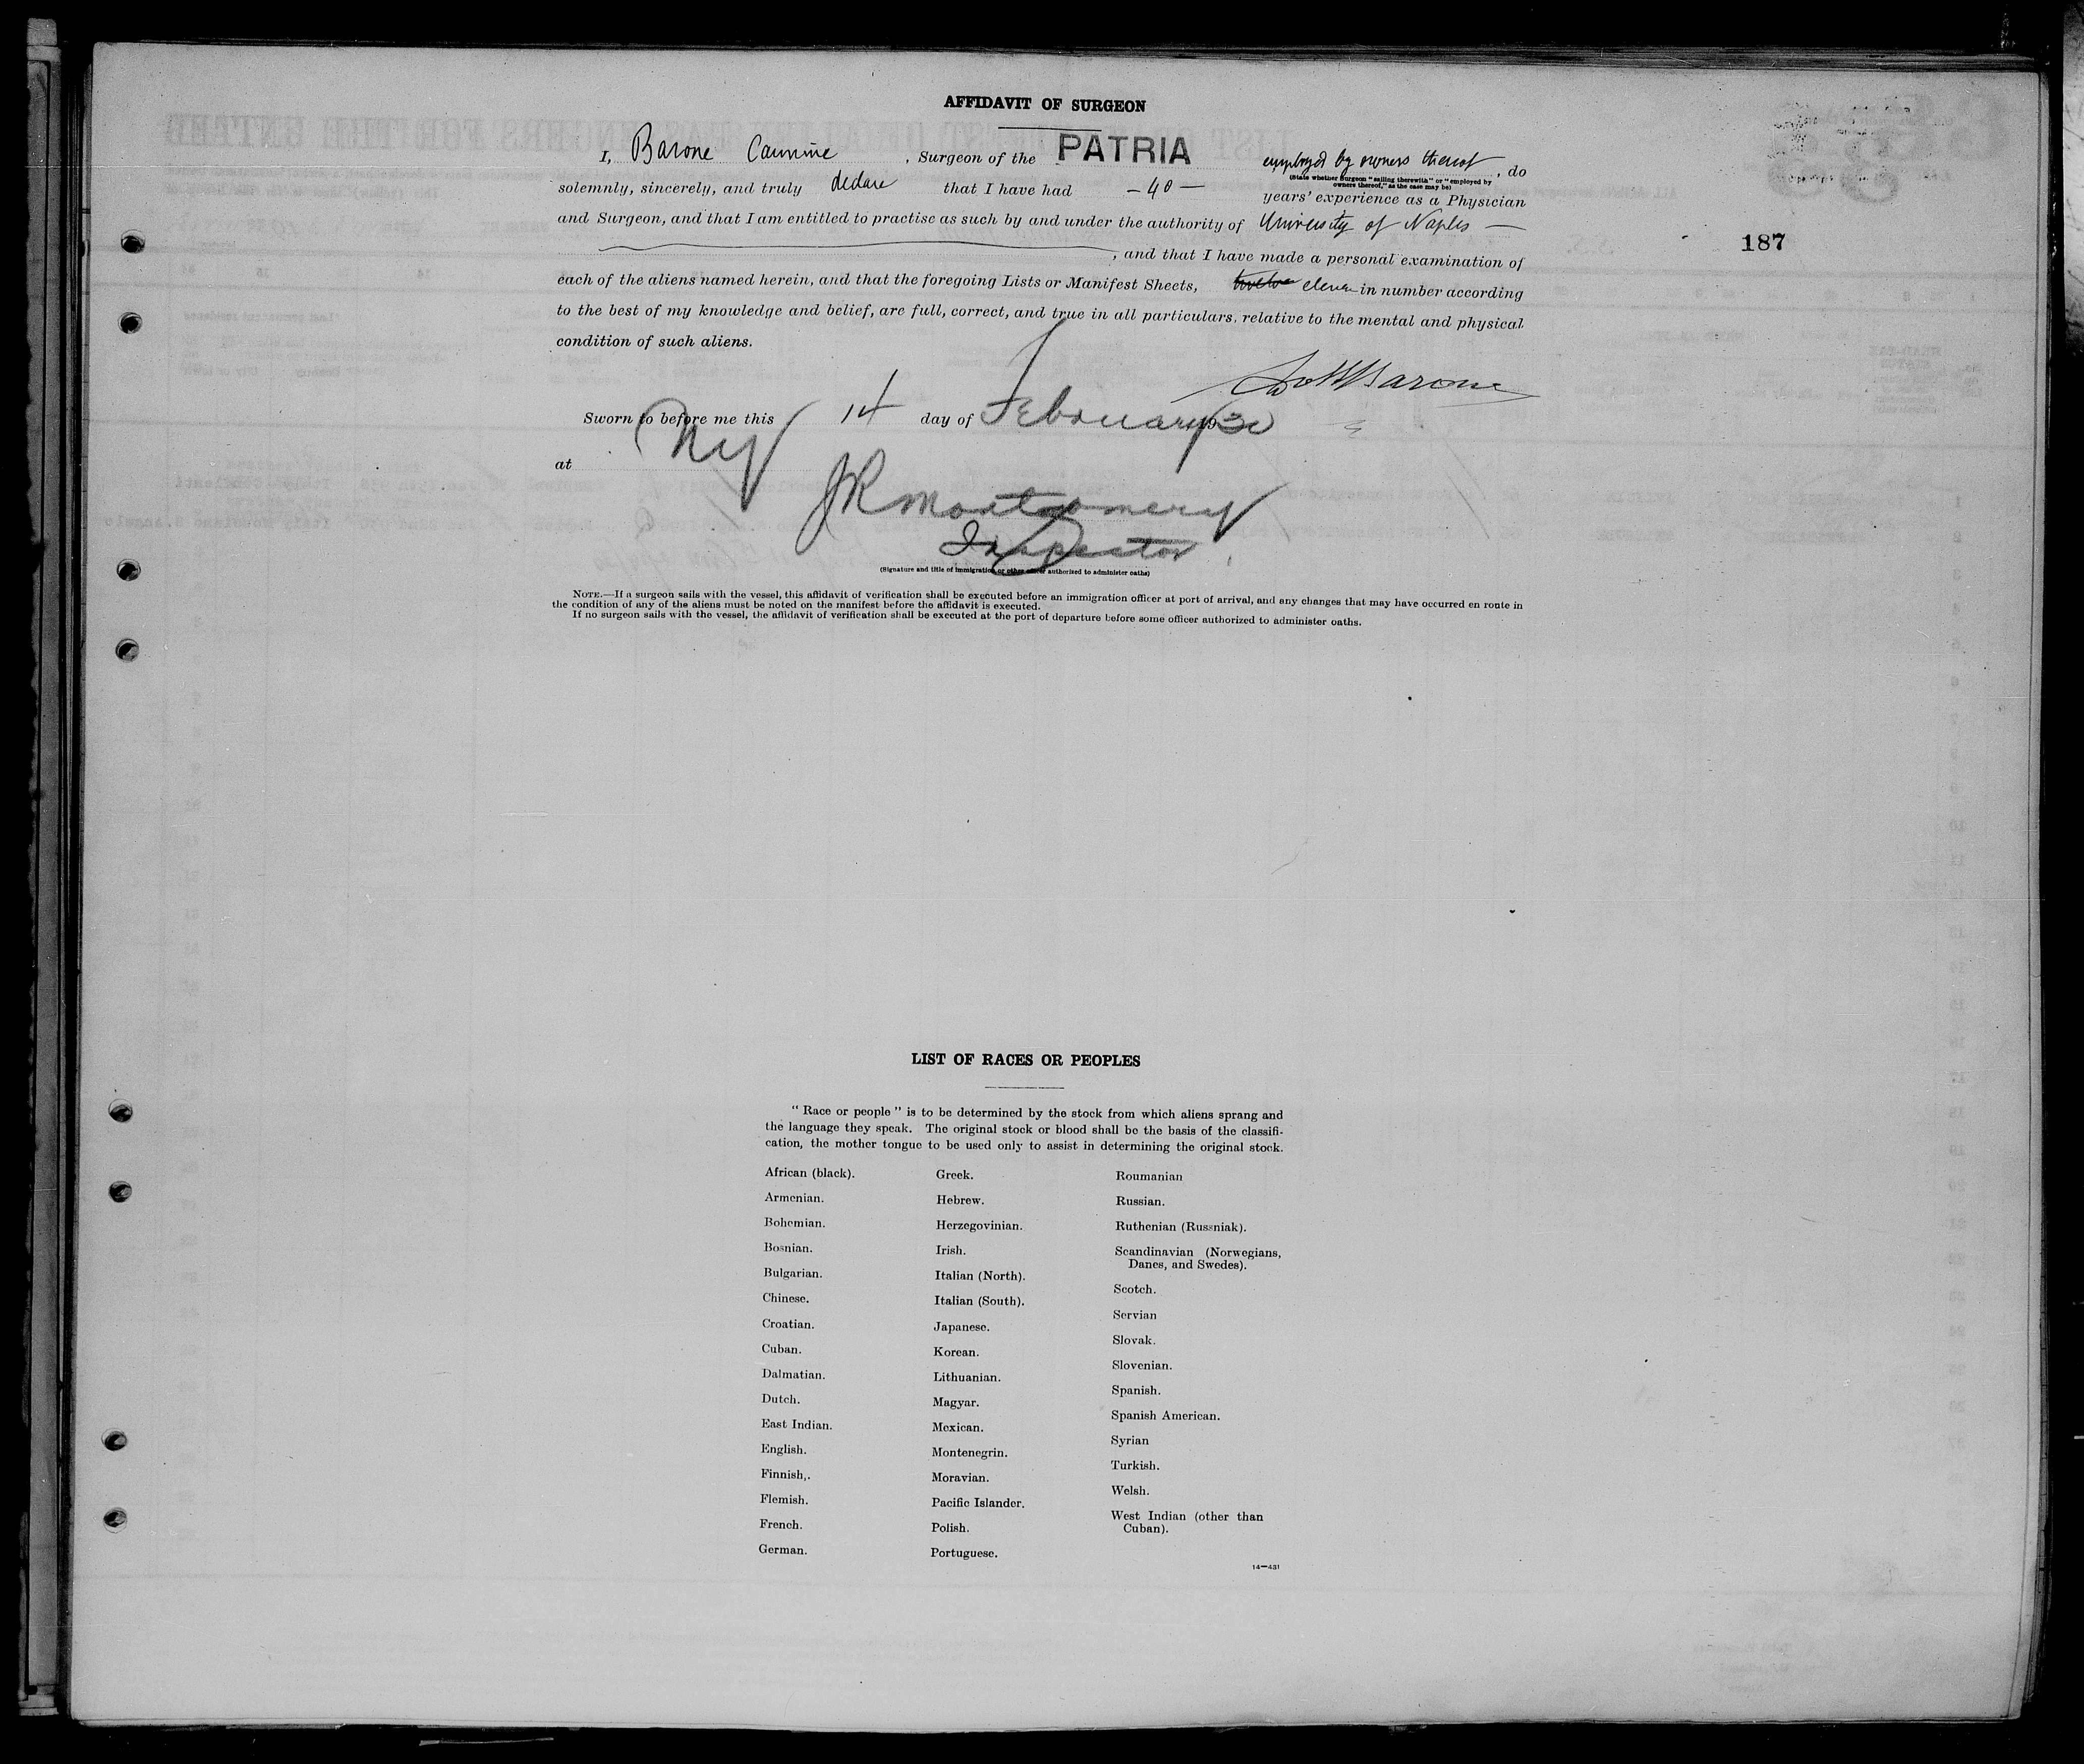 AFFIDAVIT OF SURGEON
I, Barone Carmine, Surgeon of the PATRIA employed by owners thereof, do
(State whether Surgeon "sailing therewith" or "employed by
owners thereof," as the case may be)
solemnly, sincerely, and truly declare that I have had — 40 — years' experience as a Physician
and Surgeon, and that I am entitled to practise as such by and under the authority of University of Naples —
, and that I have made a personal examination of
each of the aliens named herein, and that the foregoing Lists or Manifest Sheets, twelve eleven in number according
to the best of my knowledge and belief, are full, correct, and true in all particulars, relative to the mental and physical
condition of such aliens.
187
Barone
Sworn to before me this 14 day of February 1930
at NY
JR Montgomery
Inspector
(Signature and title of immigration or other officer authorized to administer oaths)
NOTE.—If a surgeon sails with the vessel, this affidavit of verification shall be executed before an immigration officer at port of arrival, and any changes that may have occurred en route in
the condition of any of the aliens must be noted on the manifest before the affidavit is executed.
If no surgeon sails with the vessel, the affidavit of verification shall be executed at the port of departure before some officer authorized to administer oaths.
LIST OF RACES OR PEOPLES
" Race or people " is to be determined by the stock from which aliens sprang and
the language they speak. The original stock or blood shall be the basis of the classifi-
cation, the mother tongue to be used only to assist in determining the original stock.
African (black).
Armenian.
Bohemian.
Bosnian.
Bulgarian.
Chinese.
Croatian.
Cuban.
Dalmatian.
Dutch.
East Indian.
English.
Finnish,.
Flemish.
French.
German.
Greek.
Hebrew.
Herzegovinian.
Irish.
Italian (North).
Italian (South).
Japanese.
Korean.
Lithuanian.
Magyar.
Mexican.
Montenegrin.
Moravian.
Pacific Islander.
Polish.
Portuguese.
Roumanian
Russian.
Ruthenian (Russniak).
Scandinavian (Norwegians,
Danes, and Swedes).
Scotch.
Servian
Slovak.
Slovenian.
Spanish.
Spanish American.
Syrian
Turkish.
Welsh.
West Indian (other than
Cuban).
14—431